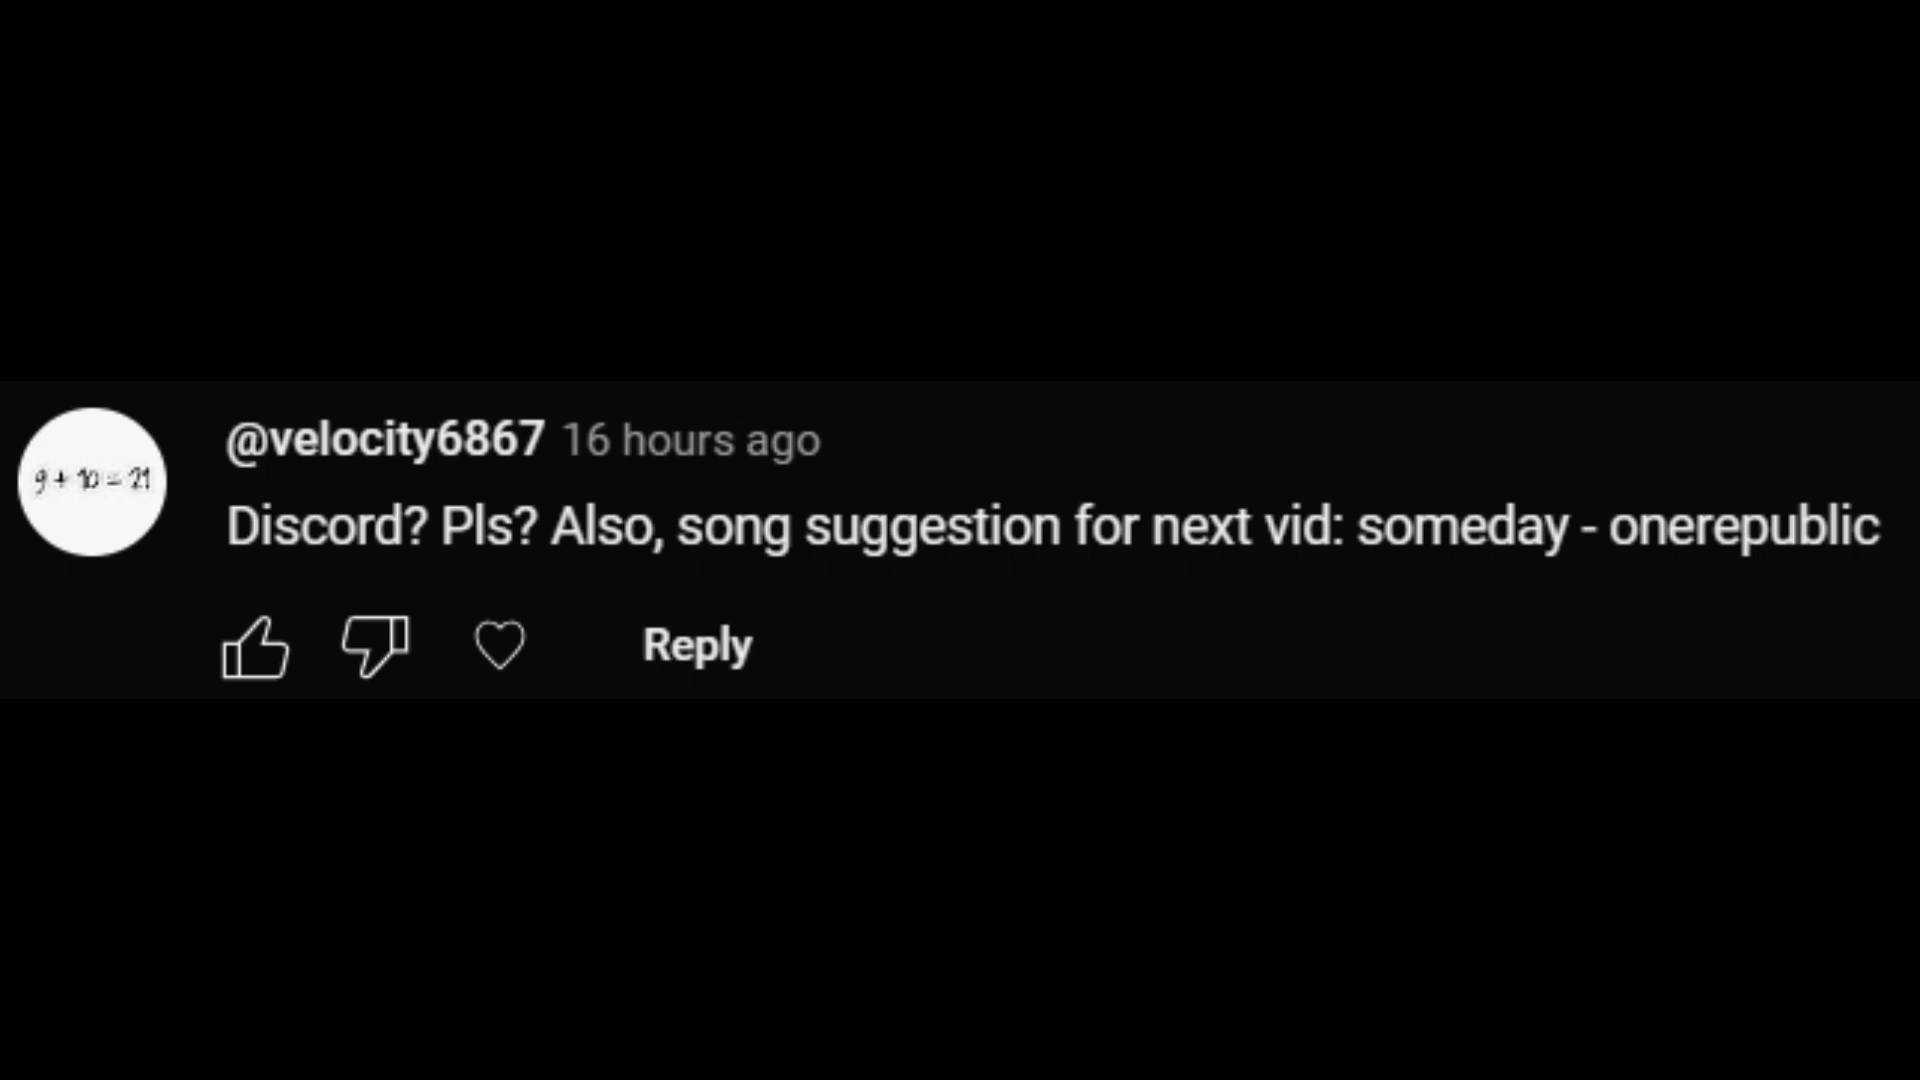 9 + 10 = 21
@velocity6867 16 hours ago
Discord? Pls? Also, song suggestion for next vid: someday - onerepublic
Reply